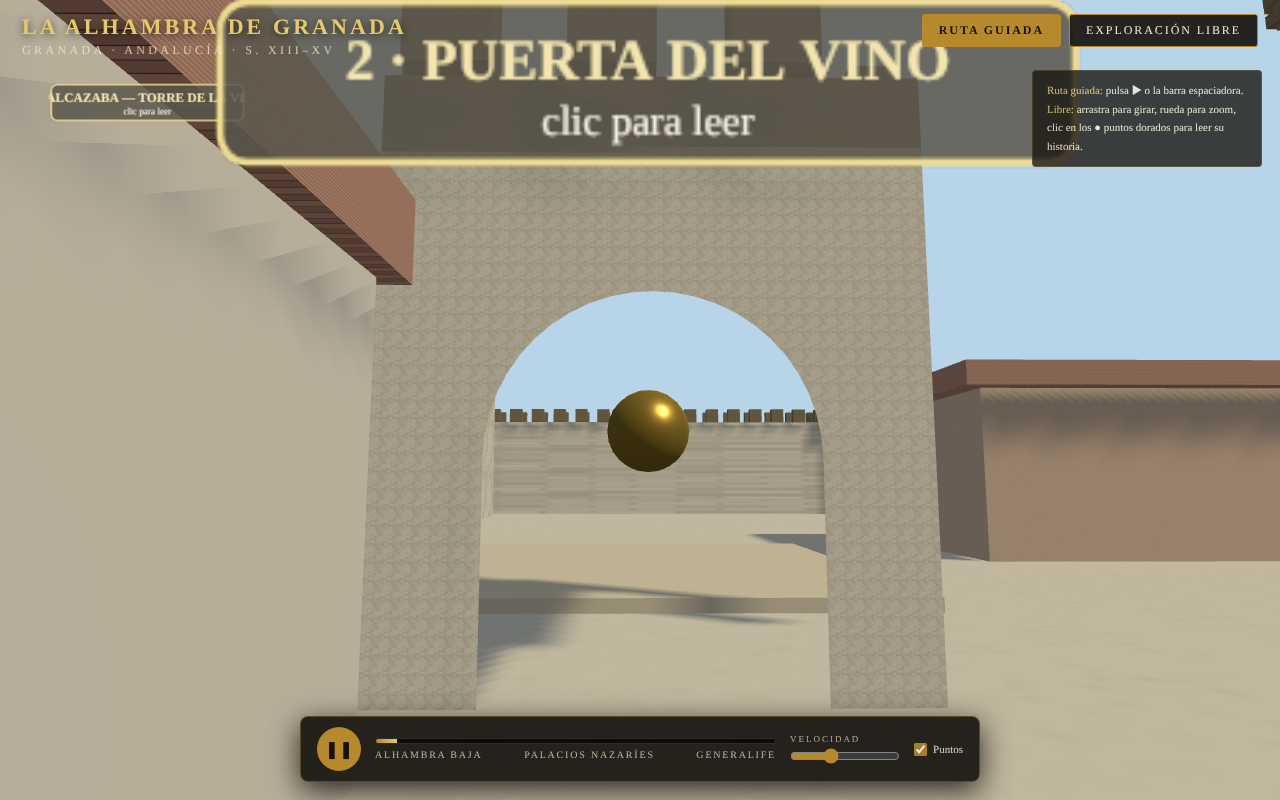 LA ALHAMBRA DE GRANADA
GRANADA · ANDALUCÍA · S. XIII–XV
2 · PUERTA DEL VINO
clic para leer
RUTA GUIADA
EXPLORACIÓN LIBRE
Ruta guiada: pulsa ▶ o la barra espaciadora.
Libre: arrastra para girar, rueda para zoom,
clic en los ● puntos dorados para leer su
historia.
ALCAZABA — TORRE DE LA VE
clic para leer
ALHAMBRA BAJA
PALACIOS NAZARÍES
GENERALIFE
VELOCIDAD
Puntos